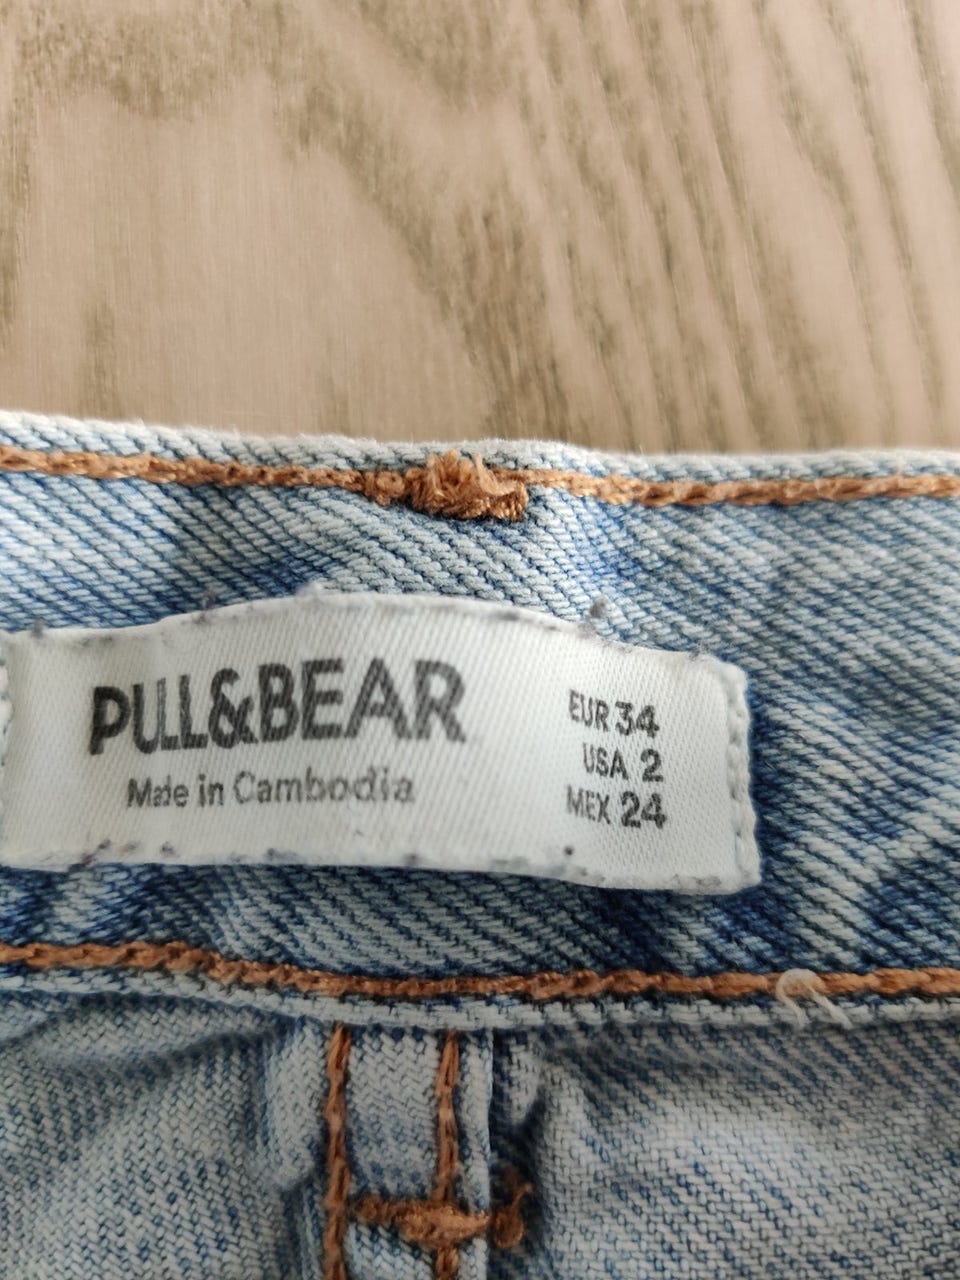 PULL&BEAR
Made in Cambodia
EUR 34
USA 2
MEX 24